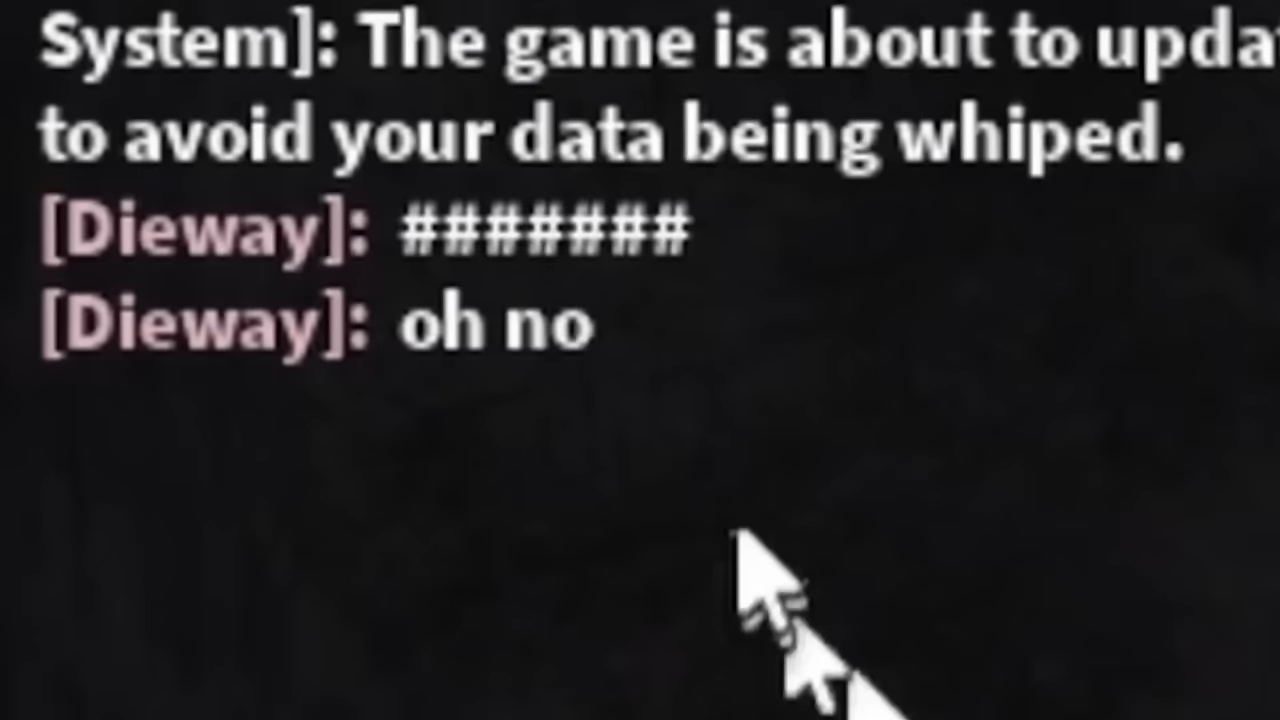 System]: The game is about to upda
to avoid your data being whiped.
[Dieway]: #######
[Dieway]: oh no